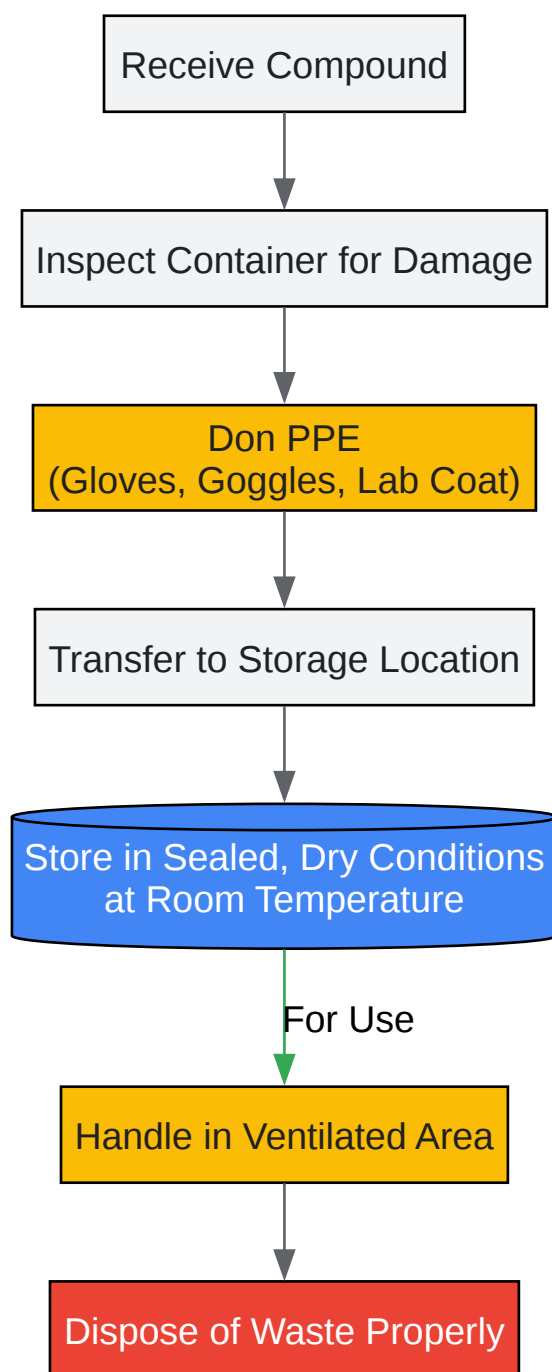 Receive Compound
Inspect Container for Damage
Don PPE
(Gloves, Goggles, Lab Coat)
Transfer to Storage Location
Store in Sealed, Dry Conditions
at Room Temperature
For Use
Handle in Ventilated Area
Dispose of Waste Properly